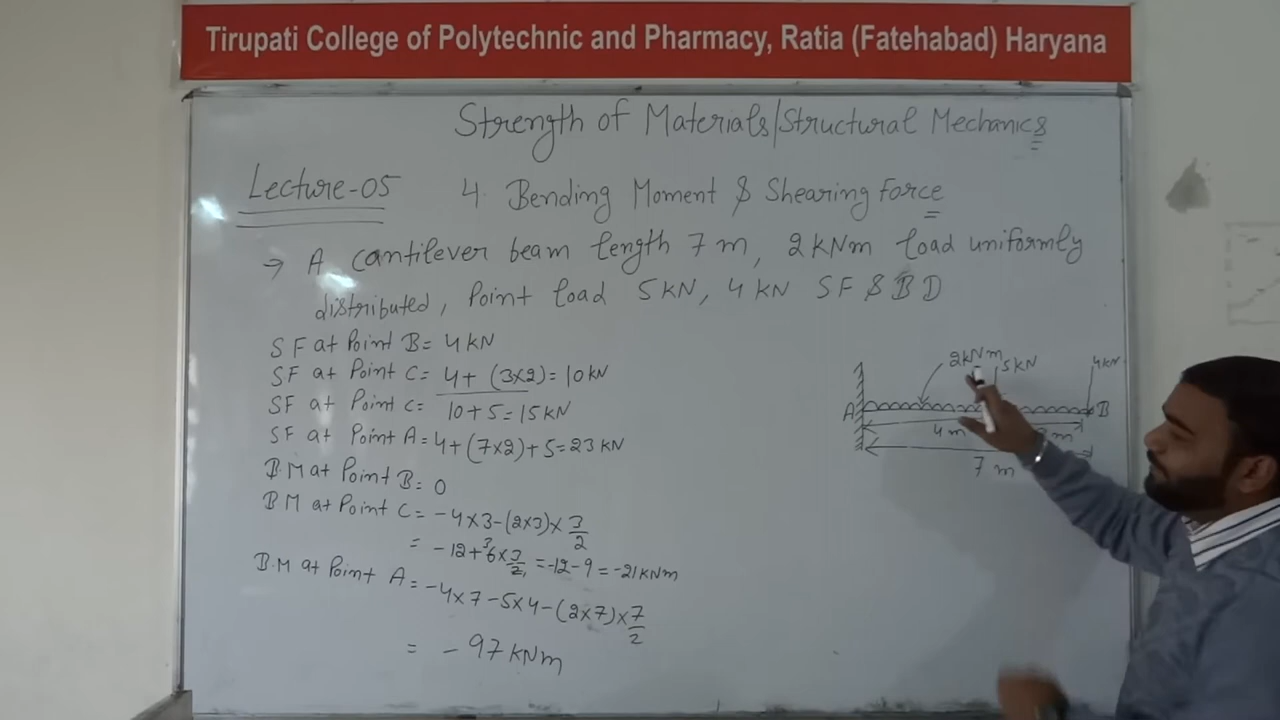 Tirupati College of Polytechnic and Pharmacy, Ratia (Fatehabad) Haryana
Strength of Materials/Structural Mechanics
Lecture-05 4. Bending Moment & Shearing Force
→ A cantilever beam length 7 m, 2 kNm load uniformly
distributed, Point load 5 kN, 4 kN SF & BD
SF at Point B = 4 kN
SF at Point C = 4 + (3×2) = 10 kN
SF at Point C = 10 + 5 = 15 kN
SF at Point A = 4 + (7×2) + 5 = 23 kN
B M at Point B = 0
B M at Point C = -4×3-(2×3)×3/2
= -12+6×3/2 = -12-9 = -21 kNm
B.M at Point A = -4×7-5×4-(2×7)×7/2
= -97 kNm
2kNm 5kN 4kN
A B
4 m m
7 m